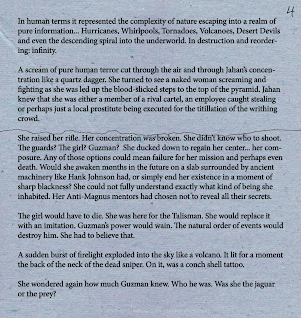 4
In human terms it represented the complexity of nature escaping into a realm of
pure information... Hurricanes, Whirlpools, Tornadoes, Volcanoes, Desert Devils
and even the descending spiral into the underworld. In destruction and reorder-
ing: infinity.
A scream of pure human terror cut through the air and through Jahan's concen-
tration like a quartz dagger. She turned to see a naked woman screaming and
fighting as she was led up the blood-slicked steps to the top of the pyramid. Jahan
knew that she was either a member of a rival cartel, an employee caught stealing
or perhaps just a local prostitute being executed for the titillation of the writhing
crowd.
She raised her rifle. Her concentration was broken. She didn't know who to shoot.
The guards? The girl? Guzman? She ducked down to regain her center... her com-
posure. Any of those options could mean failure for her mission and perhaps even
death. Would she awaken months in the future on a slab surrounded by ancient
machinery like Hank Johnson had, or simply end her existence in a moment of
sharp blackness? She could not fully understand exactly what kind of being she
inhabited. Her Anti-Magnus mentors had chosen not to reveal all their secrets.
The girl would have to die. She was here for the Talisman. She would replace it
with an imitation. Guzman's power would wain. The natural order of events would
destroy him. She had to believe that.
A sudden burst of firelight exploded into the sky like a volcano. It lit for a moment
the back of the neck of the dead sniper. On it, was a conch shell tattoo.
She wondered again how much Guzman knew. Who he was. Was she the jaguar
or the prey?